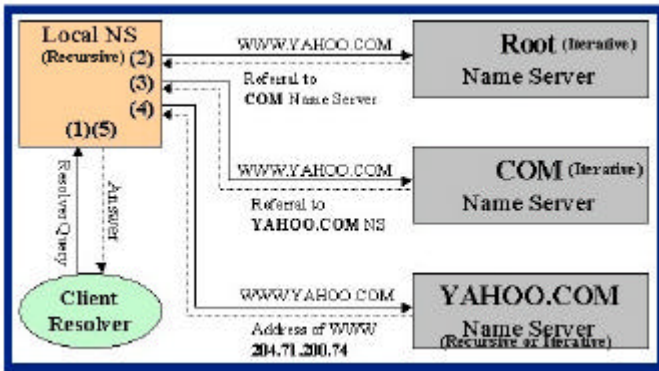 Local NS
(Recursive) (2)
(3)
(4)
(1)(5)
Resolver Query
Answer
Client
Resolver
WWW.YAHOO.COM
Referral to
COM Name Server
WWW.YAHOO.COM
Referral to
YAHOO.COM NS
WWW.YAHOO.COM
Address of WWW
204.71.200.74
Root (Iterative)
Name Server
COM (Iterative)
Name Server
YAHOO.COM
Name Server
(Recursive or Iterative)